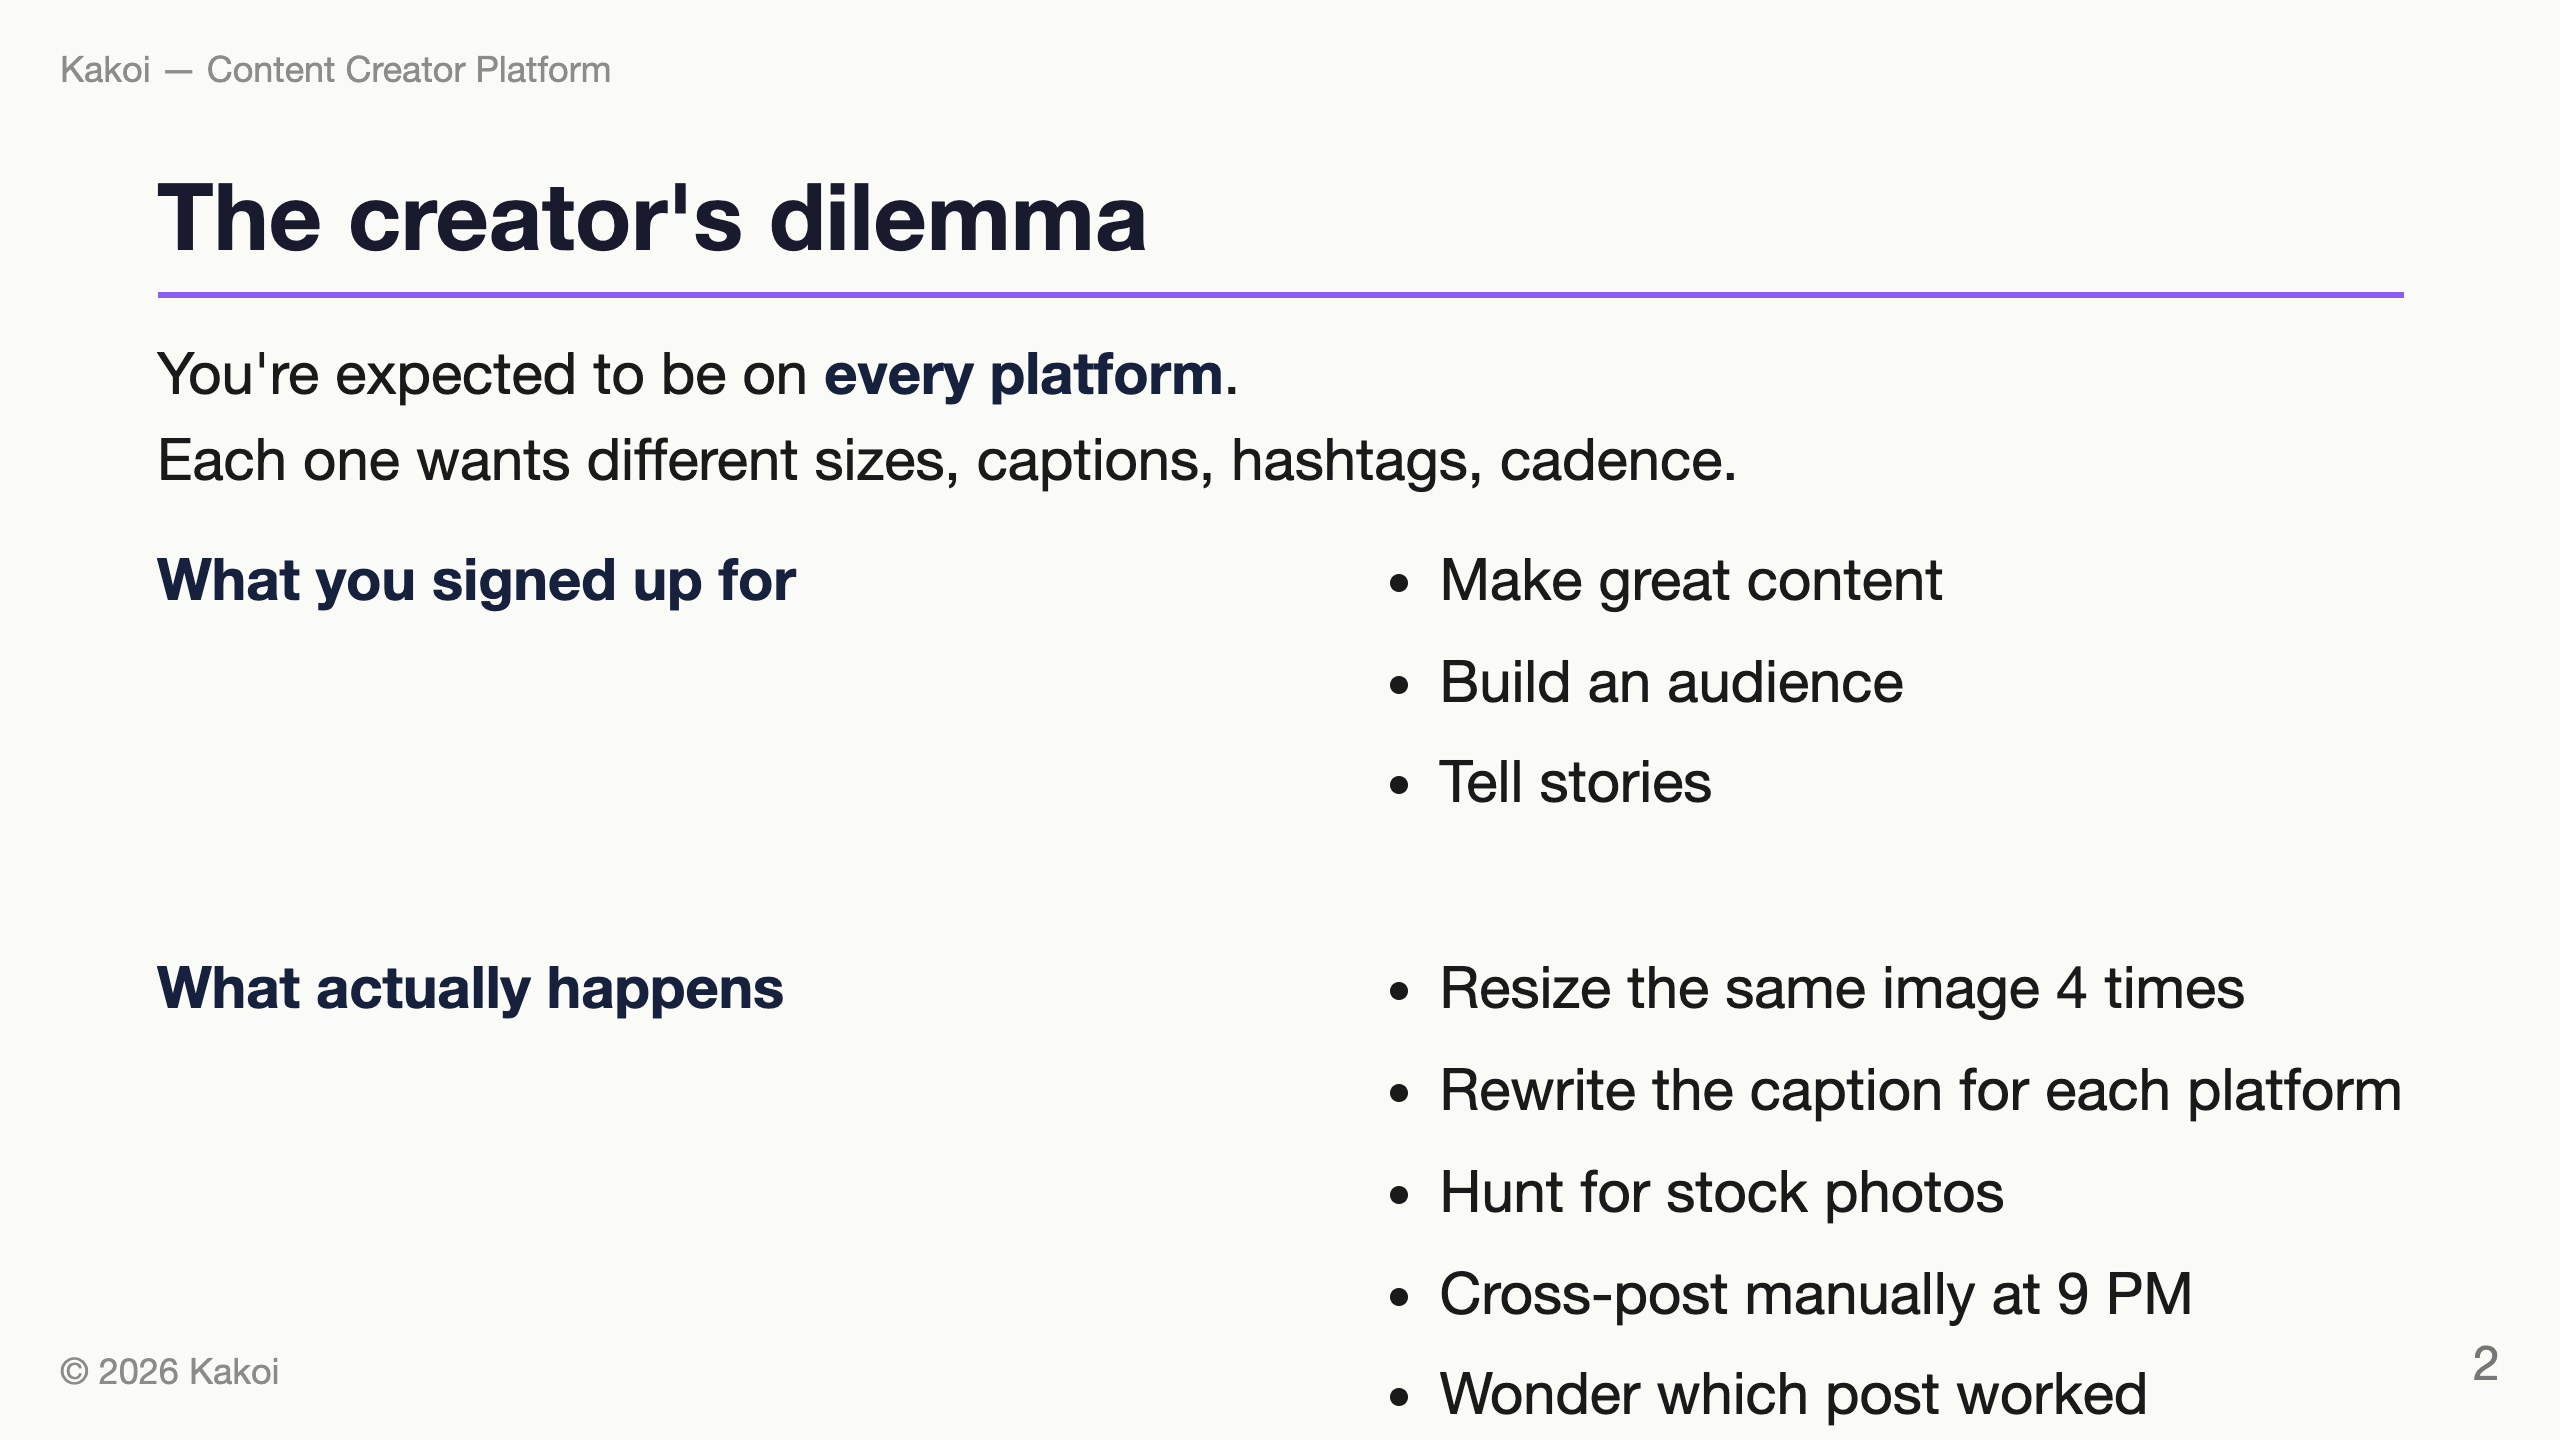 Kakoi — Content Creator Platform
The creator's dilemma
You're expected to be on every platform.
Each one wants different sizes, captions, hashtags, cadence.
What you signed up for
• Make great content
• Build an audience
• Tell stories
What actually happens
• Resize the same image 4 times
• Rewrite the caption for each platform
• Hunt for stock photos
• Cross-post manually at 9 PM
• Wonder which post worked
© 2026 Kakoi
2